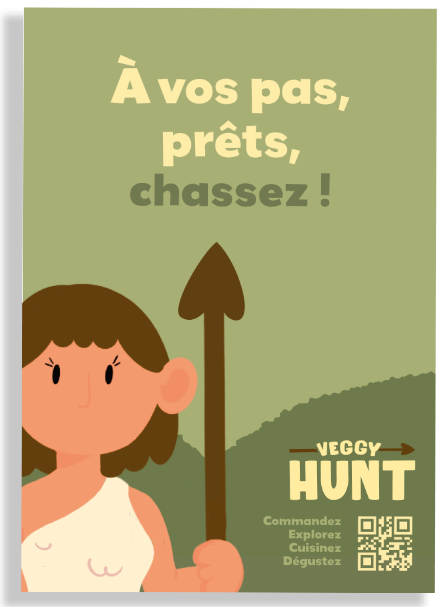 À vos pas,
prêts,
chassez !
VEGGY
HUNT
Commandez
Explorez
Cuisinez
Dégustez